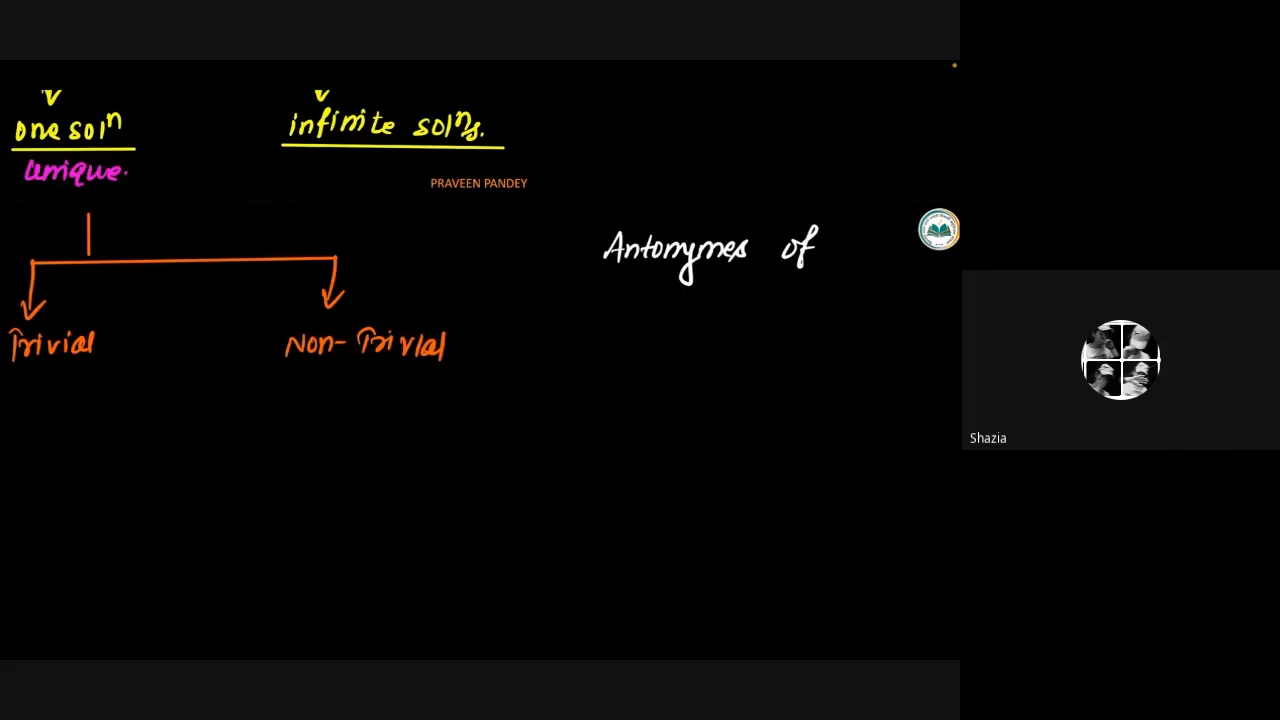 one solⁿ
infinite solⁿs.
Unique.
PRAVEEN PANDEY
Antonymes of
Trivial
Non-Trivial
Shazia